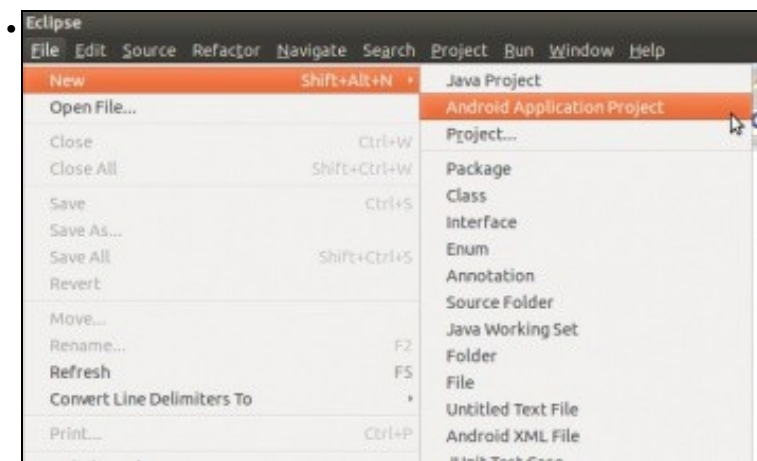 Eclipse
File Edit Source Refactor Navigate Search Project Run Window Help
New Shift+Alt+N
Open File...
Close Ctrl+W
Close All Shift+Ctrl+W
Save Ctrl+S
Save As...
Save All Shift+Ctrl+S
Revert
Move...
Rename... F2
Refresh F5
Convert Line Delimiters To
Print... Ctrl+P
Java Project
Android Application Project
Project...
Package
Class
Interface
Enum
Annotation
Source Folder
Java Working Set
Folder
File
Untitled Text File
Android XML File
JUnit Test Case